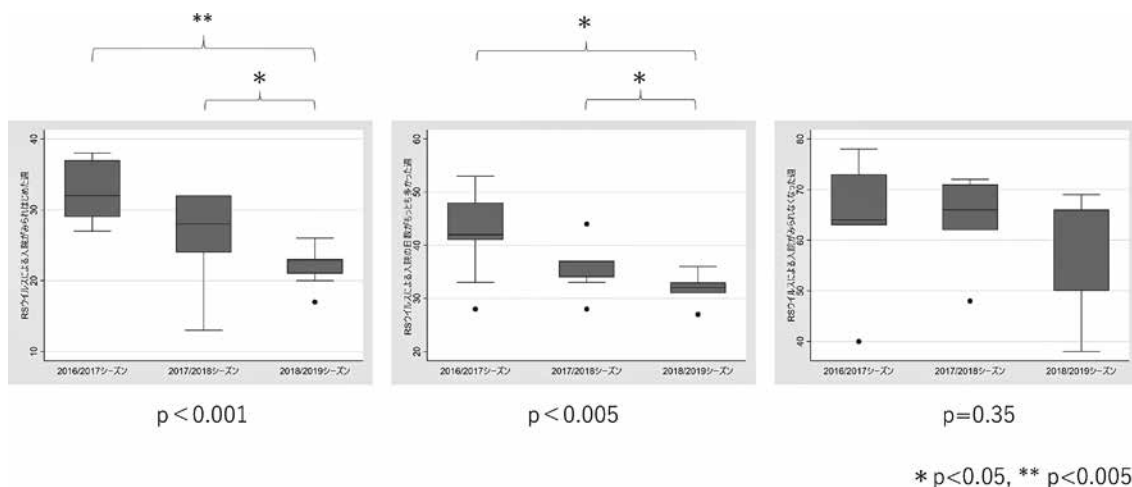 **
*
*
*
RSウイルスによる入院がみられはじめた週
40
30
20
10
2016/2017シーズン
2017/2018シーズン
2018/2019シーズン
p<0.001
RSウイルスによる入院の日数がもっとも多かった週
60
50
40
30
20
2016/2017シーズン
2017/2018シーズン
2018/2019シーズン
p<0.005
RSウイルスによる入院がみられなくなった週
80
70
60
50
40
2016/2017シーズン
2017/2018シーズン
2018/2019シーズン
p=0.35
* p<0.05, ** p<0.005